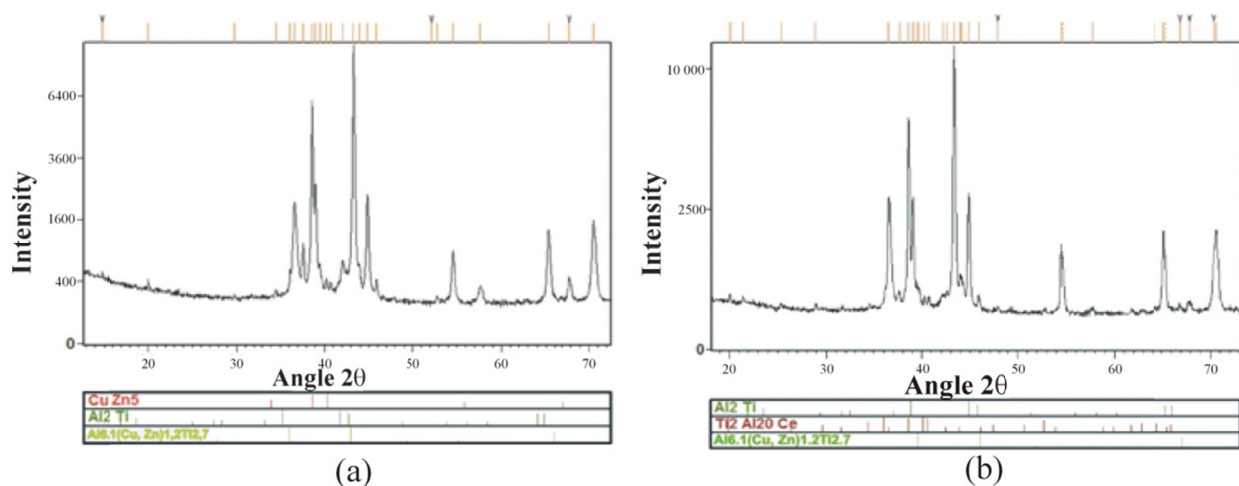 6400
3600
1600
400
0
Intensity
20 30 40 50 60 70
Angle 2θ
Cu Zn5
Al2 Ti
Al6.1(Cu, Zn)1,2Ti2,7
(a)
10 000
2500
0
Intensity
20 30 40 50 60 70
Angle 2θ
Al2 Ti
Ti2 Al20 Ce
Al6.1(Cu, Zn)1.2Ti2.7
(b)